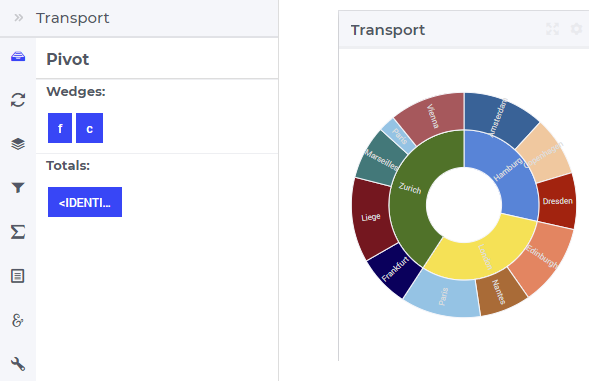 Transport
Pivot
Wedges:
f
c
Totals:
<IDENTI...
Transport
Amsterdam
Copenhagen
Dresden
Edinburgh
Nantes
Paris
Frankfurt
Liege
Marseilles
Paris
Vienna
Hamburg
Zurich